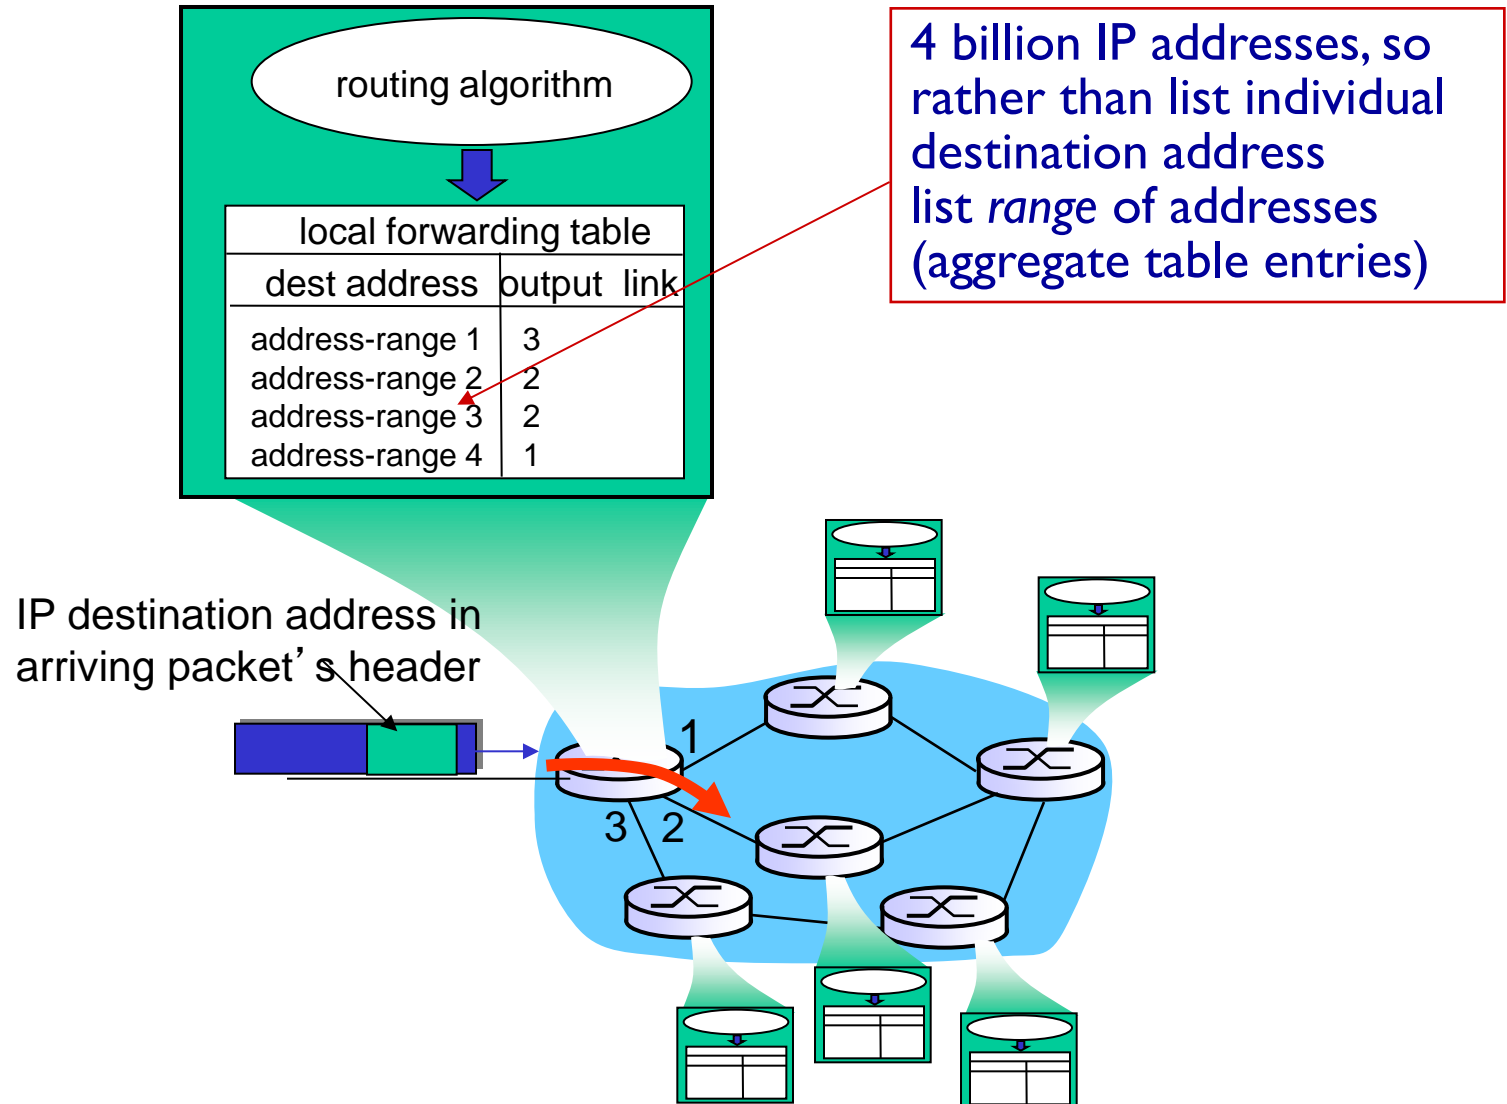 routing algorithm
local forwarding table
dest address output link
address-range 1 3
address-range 2 2
address-range 3 2
address-range 4 1
4 billion IP addresses, so
rather than list individual
destination address
list range of addresses
(aggregate table entries)
IP destination address in
arriving packet’s header
1
3 2